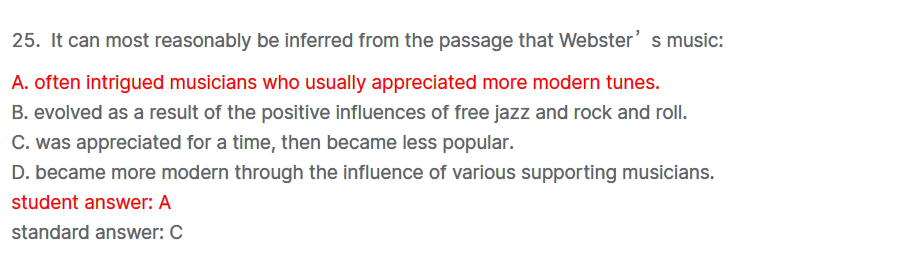 25. It can most reasonably be inferred from the passage that Webster’ s music:
A. often intrigued musicians who usually appreciated more modern tunes.
B. evolved as a result of the positive influences of free jazz and rock and roll.
C. was appreciated for a time, then became less popular.
D. became more modern through the influence of various supporting musicians.
student answer: A
standard answer: C